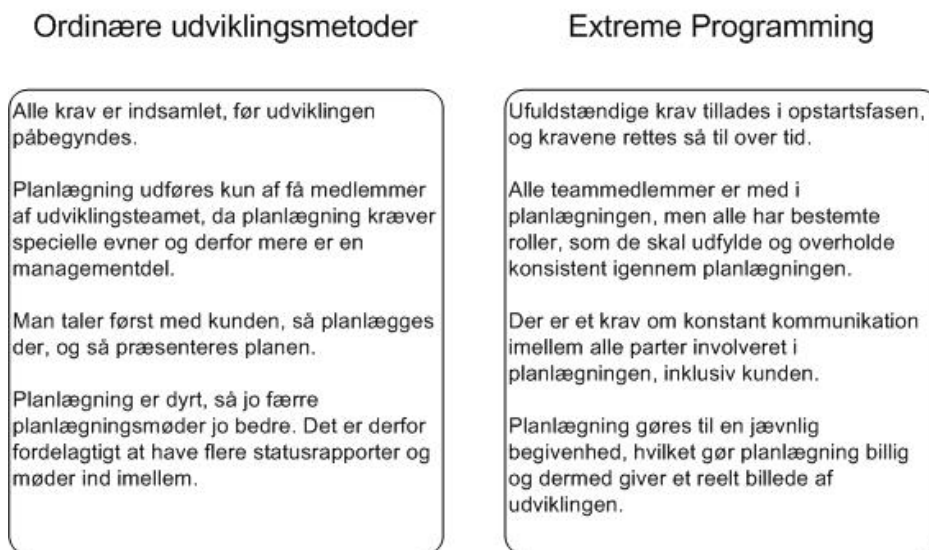 Ordinære udviklingsmetoder
Alle krav er indsamlet, før udviklingen
påbegyndes.
Planlægning udføres kun af få medlemmer
af udviklingsteamet, da planlægning kræver
specielle evner og derfor mere er en
managementdel.
Man taler først med kunden, så planlægges
der, og så præsenteres planen.
Planlægning er dyrt, så jo færre
planlægningsmøder jo bedre. Det er derfor
fordelagtigt at have flere statusrapporter og
møder ind imellem.
Extreme Programming
Ufuldstændige krav tillades i opstartsfasen,
og kravene rettes så til over tid.
Alle teammedlemmer er med i
planlægningen, men alle har bestemte
roller, som de skal udfylde og overholde
konsistent igennem planlægningen.
Der er et krav om konstant kommunikation
imellem alle parter involveret i
planlægningen, inklusiv kunden.
Planlægning gøres til en jævnlig
begivenhed, hvilket gør planlægning billig
og dermed giver et reelt billede af
udviklingen.